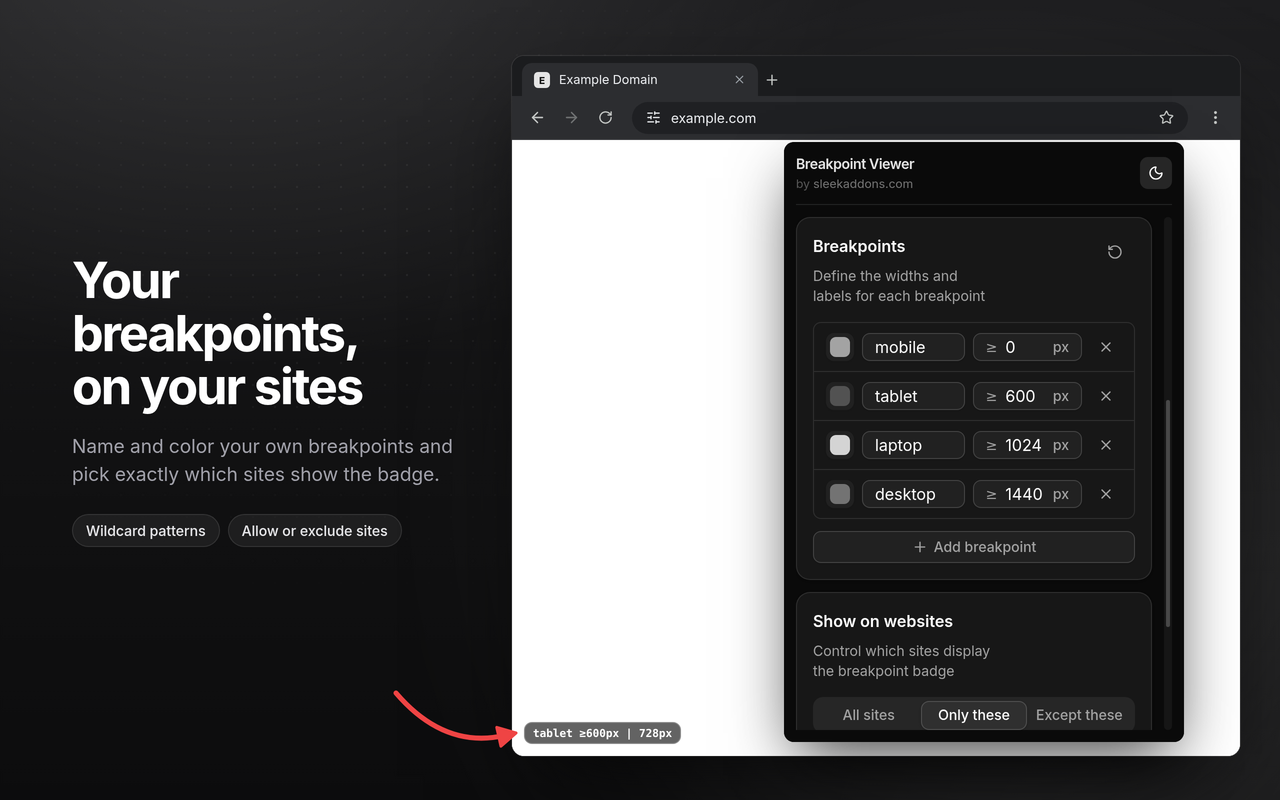 Your
breakpoints,
on your sites
Name and color your own breakpoints and
pick exactly which sites show the badge.
Wildcard patterns
Allow or exclude sites
E
Example Domain
example.com
Breakpoint Viewer
by sleekaddons.com
Breakpoints
Define the widths and
labels for each breakpoint
mobile ≥ 0 px
tablet ≥ 600 px
laptop ≥ 1024 px
desktop ≥ 1440 px
Add breakpoint
Show on websites
Control which sites display
the breakpoint badge
All sites Only these Except these
tablet ≥600px | 728px